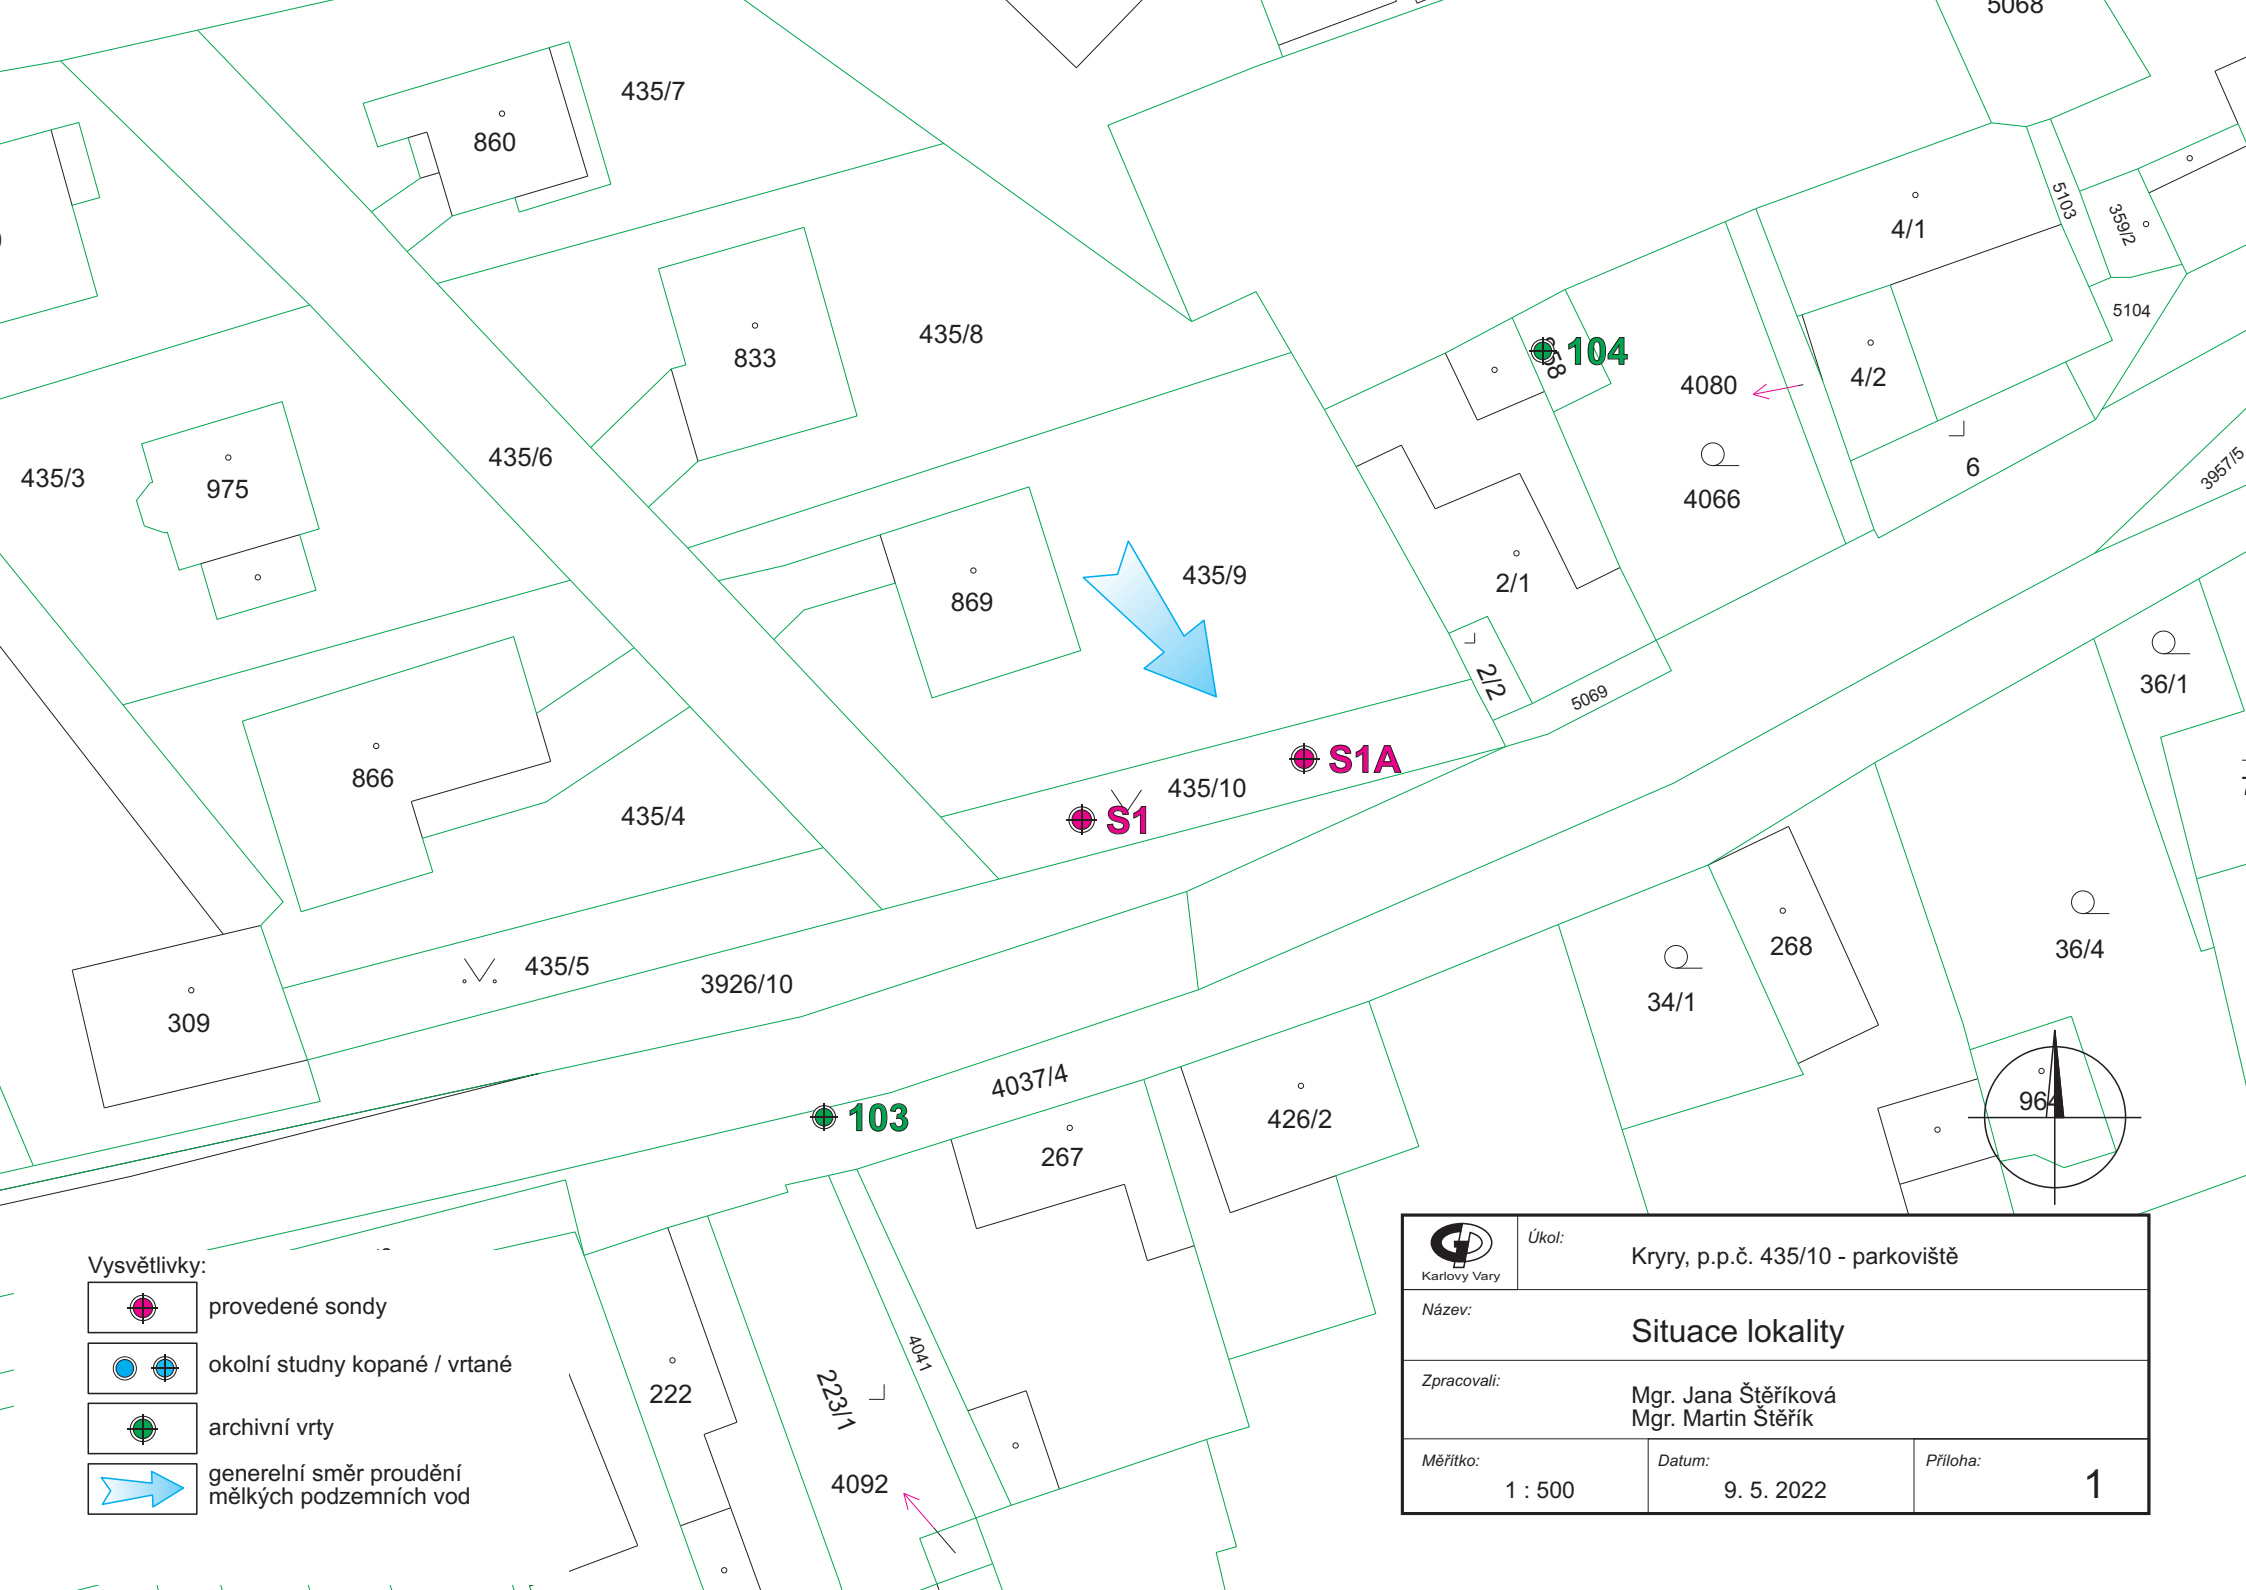 5068
435/7
860
5103
359/2
4/1
5104
435/8
833
104
4080
4/2
435/6
435/3
975
6
3957/5
4066
435/9
2/1
869
2/2
5069
36/1
S1A
866
435/10
435/4
S1
268
36/4
435/5
3926/10
34/1
309
4037/4
964
103
426/2
267
4041
222
223/1
4092
Vysvětlivky:
provedené sondy
okolní studny kopané / vrtané
archivní vrty
generelní směr proudění
mělkých podzemních vod
Karlovy Vary
Úkol:
Kryry, p.p.č. 435/10 - parkoviště
Název:
Situace lokality
Zpracovali:
Mgr. Jana Štěříková
Mgr. Martin Štěřík
Měřítko:
1 : 500
Datum:
9. 5. 2022
Příloha:
1